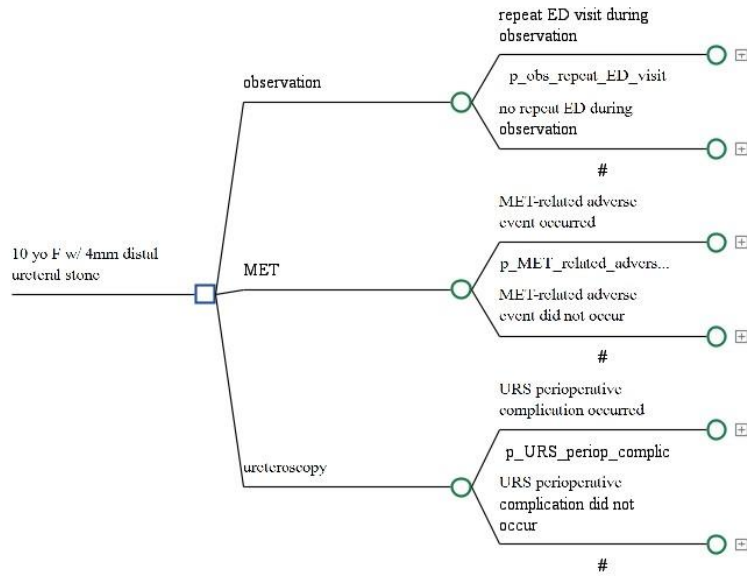 repeat ED visit during
observation
p_obs_repeat_ED_visit
observation
no repeat ED during
observation
#
MET-related adverse
event occurred
p_MET_related_advers...
10 yo F w/ 4mm distal
ureteral stone
MET
MET-related adverse
event did not occur
#
URS perioperative
complication occurred
p_URS_periop_complic
ureteroscopy
URS perioperative
complication did not
occur
#